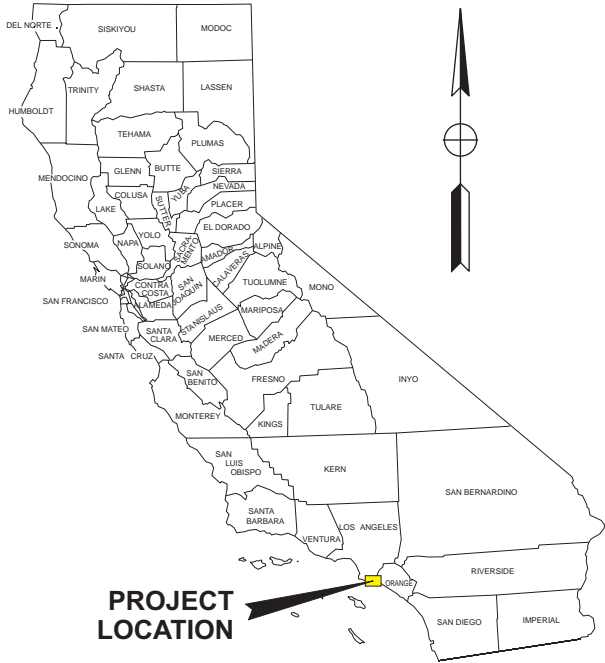 DEL NORTE
SISKIYOU
MODOC
TRINITY
SHASTA
LASSEN
HUMBOLDT
TEHAMA
PLUMAS
MENDOCINO
GLENN
BUTTE
SIERRA
YUBA
NEVADA
COLUSA
SUTTER
PLACER
LAKE
EL DORADO
YOLO
SONOMA
NAPA
SACRA-
MENTO
AMADOR
ALPINE
SOLANO
CALAVERAS
MARIN
CONTRA
COSTA
SAN
JOAQUIN
TUOLUMNE
MONO
SAN FRANCISCO
ALAMEDA
STANISLAUS
MARIPOSA
SAN MATEO
SANTA
CLARA
MERCED
MADERA
SANTA CRUZ
SAN
BENITO
FRESNO
INYO
MONTEREY
KINGS
TULARE
SAN
LUIS
OBISPO
KERN
SAN BERNARDINO
SANTA
BARBARA
VENTURA
LOS ANGELES
ORANGE
RIVERSIDE
PROJECT
LOCATION
SAN DIEGO
IMPERIAL